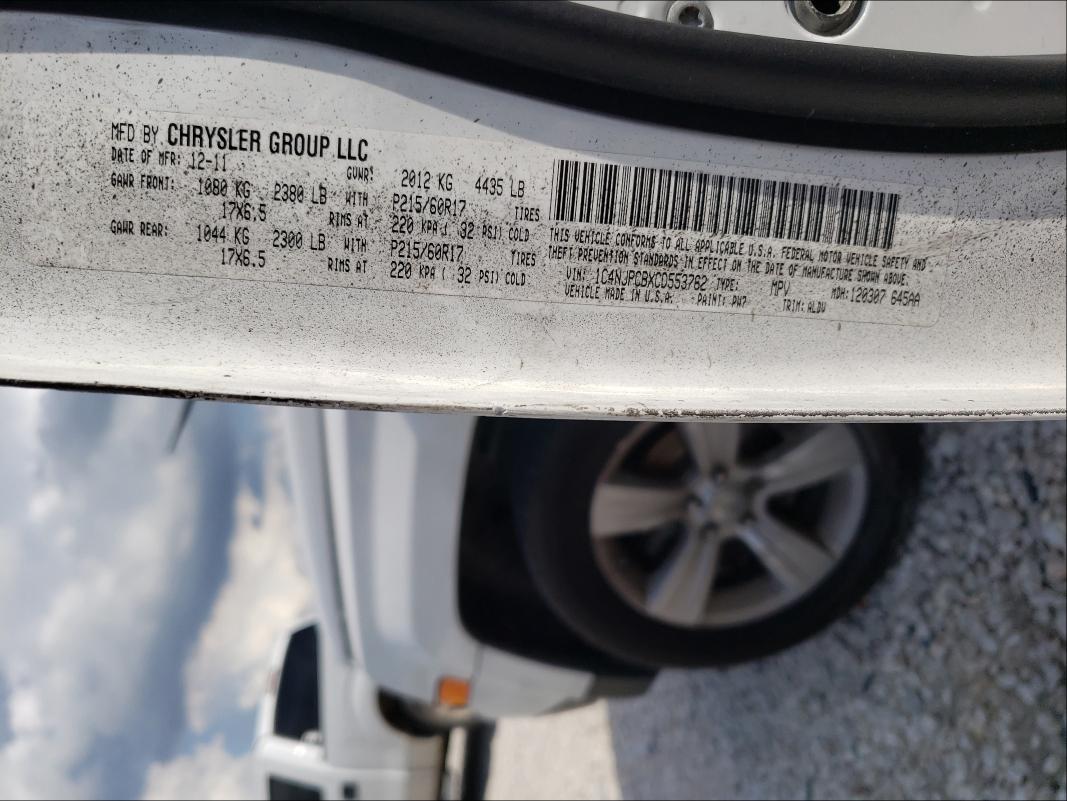 MFD BY CHRYSLER GROUP LLC
DATE OF MFR: 12-11 GVWR: 2012 KG 4435 LB
GAWR FRONT: 1080 KG 2380 LB WITH P215/60R17 TIRES
17X6.5 RIMS AT 220 KPA ( 32 PSI) COLD
GAWR REAR: 1044 KG 2300 LB WITH P215/60R17 TIRES
17X6.5 RIMS AT 220 KPA ( 32 PSI) COLD
THIS VEHICLE CONFORMS TO ALL APPLICABLE U.S.A. FEDERAL MOTOR VEHICLE SAFETY AND
THEFT PREVENTION STANDARDS IN EFFECT ON THE DATE OF MANUFACTURE SHOWN ABOVE.
VIN: 1C4NJPCBXCD553762 TYPE: MPV MDH: 120307 645AA
VEHICLE MADE IN U.S.A. PAINT: PW7 TRIM: ALDV